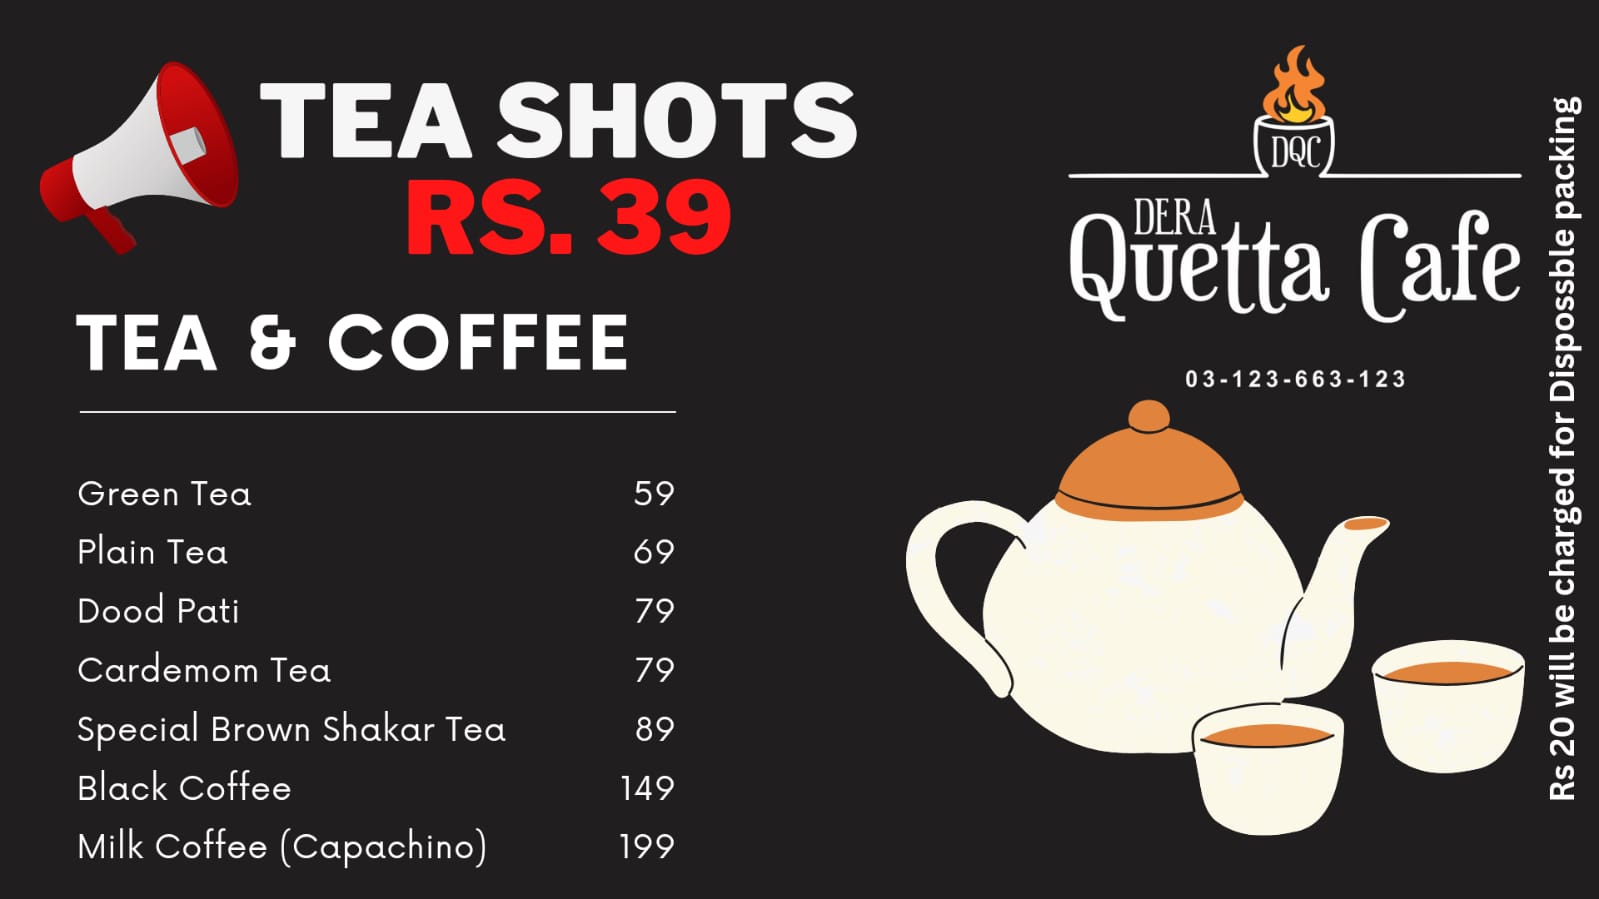 TEA SHOTS
RS. 39
TEA & COFFEE
Green Tea 59
Plain Tea 69
Dood Pati 79
Cardemom Tea 79
Special Brown Shakar Tea 89
Black Coffee 149
Milk Coffee (Capachino) 199
DQC
DERA
Quetta Cafe
03-123-663-123
Rs 20 will be charged for Dispossble packing